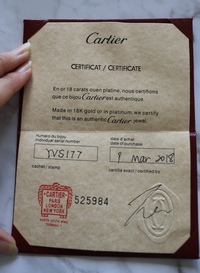 Cartier
CERTIFICAT / CERTIFICATE
En or 18 carats ou en platine, nous certifions
que ce bijou Cartier est authentique
Made in 18K gold or in platinum, we certify
that this is an authentic Cartier jewel.
numéro du bijou
individual serial number
date d'achat
date of purchase
YV5177
9 Mar 2018
cachet / stamp
certifié exact / certified by
CARTIER
PARIS
LONDON
NEW YORK
525984